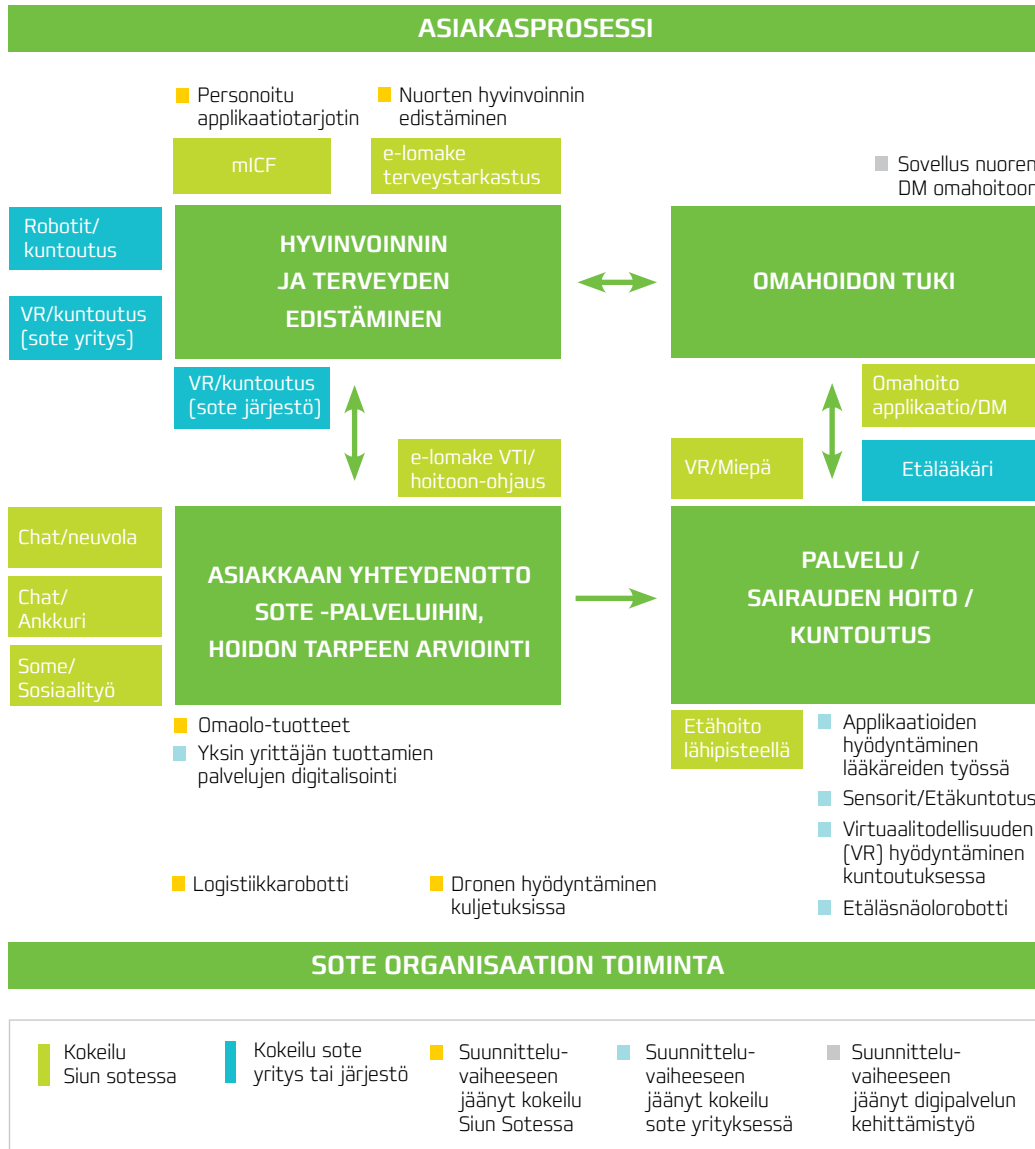 ASIAKASPROSESSI
Personoitu
applikaatiotarjotin
Nuorten hyvinvoinnin
edistäminen
mICF
e-lomake
terveystarkastus
Sovellus nuoren
DM omahoitoon
Robotit/
kuntoutus
VR/kuntoutus
(sote yritys)
HYVINVOINNIN
JA TERVEYDEN
EDISTÄMINEN
OMAHOIDON TUKI
VR/kuntoutus
(sote järjestö)
Omahoito
applikaatio/DM
e-lomake VTI/
hoitoon-ohjaus
VR/Miepä
Etälääkäri
Chat/neuvola
Chat/
Ankkuri
Some/
Sosiaalityö
ASIAKKAAN YHTEYDENOTTO
SOTE -PALVELUIHIN,
HOIDON TARPEEN ARVIOINTI
PALVELU /
SAIRAUDEN HOITO /
KUNTOUTUS
Omaolo-tuotteet
Yksin yrittäjän tuottamien
palvelujen digitalisointi
Etähoito
lähipisteellä
Applikaatioiden
hyödyntäminen
lääkäreiden työssä
Sensorit/Etäkuntotus
Virtuaalitodellisuuden
(VR) hyödyntäminen
kuntoutuksessa
Etäläsnäolorobotti
Logistiikkarobotti
Dronen hyödyntäminen
kuljetuksissa
SOTE ORGANISAATION TOIMINTA
Kokeilu
Siun sotessa
Kokeilu sote
yritys tai järjestö
Suunnittelu-
vaiheeseen
jäänyt kokeilu
Siun Sotessa
Suunnittelu-
vaiheeseen
jäänyt kokeilu
sote yrityksessä
Suunnittelu-
vaiheeseen
jäänyt digipalvelun
kehittämistyö